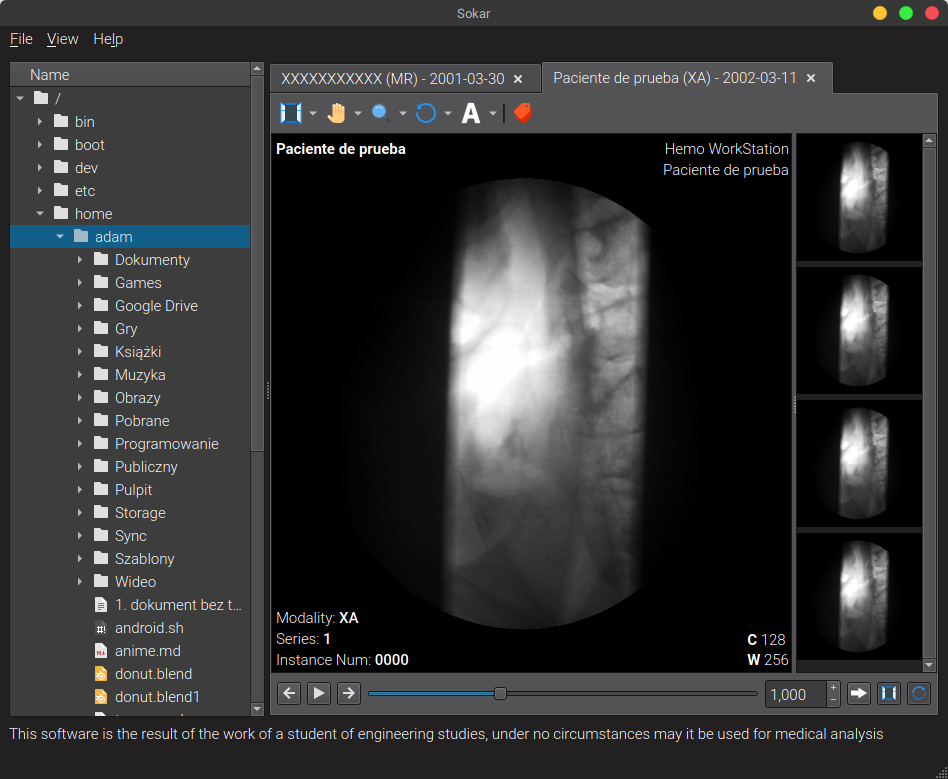 Sokar
File View Help
Name
/
bin
boot
dev
etc
home
adam
Dokumenty
Games
Google Drive
Gry
Książki
Muzyka
Obrazy
Pobrane
Programowanie
Publiczny
Pulpit
Storage
Sync
Szablony
Wideo
1. dokument bez t...
android.sh
anime.md
donut.blend
donut.blend1
XXXXXXXXXXX (MR) - 2001-03-30
Paciente de prueba (XA) - 2002-03-11
A
Paciente de prueba
Hemo WorkStation
Paciente de prueba
Modality: XA
Series: 1
Instance Num: 0000
C 128
W 256
1,000
This software is the result of the work of a student of engineering studies, under no circumstances may it be used for medical analysis